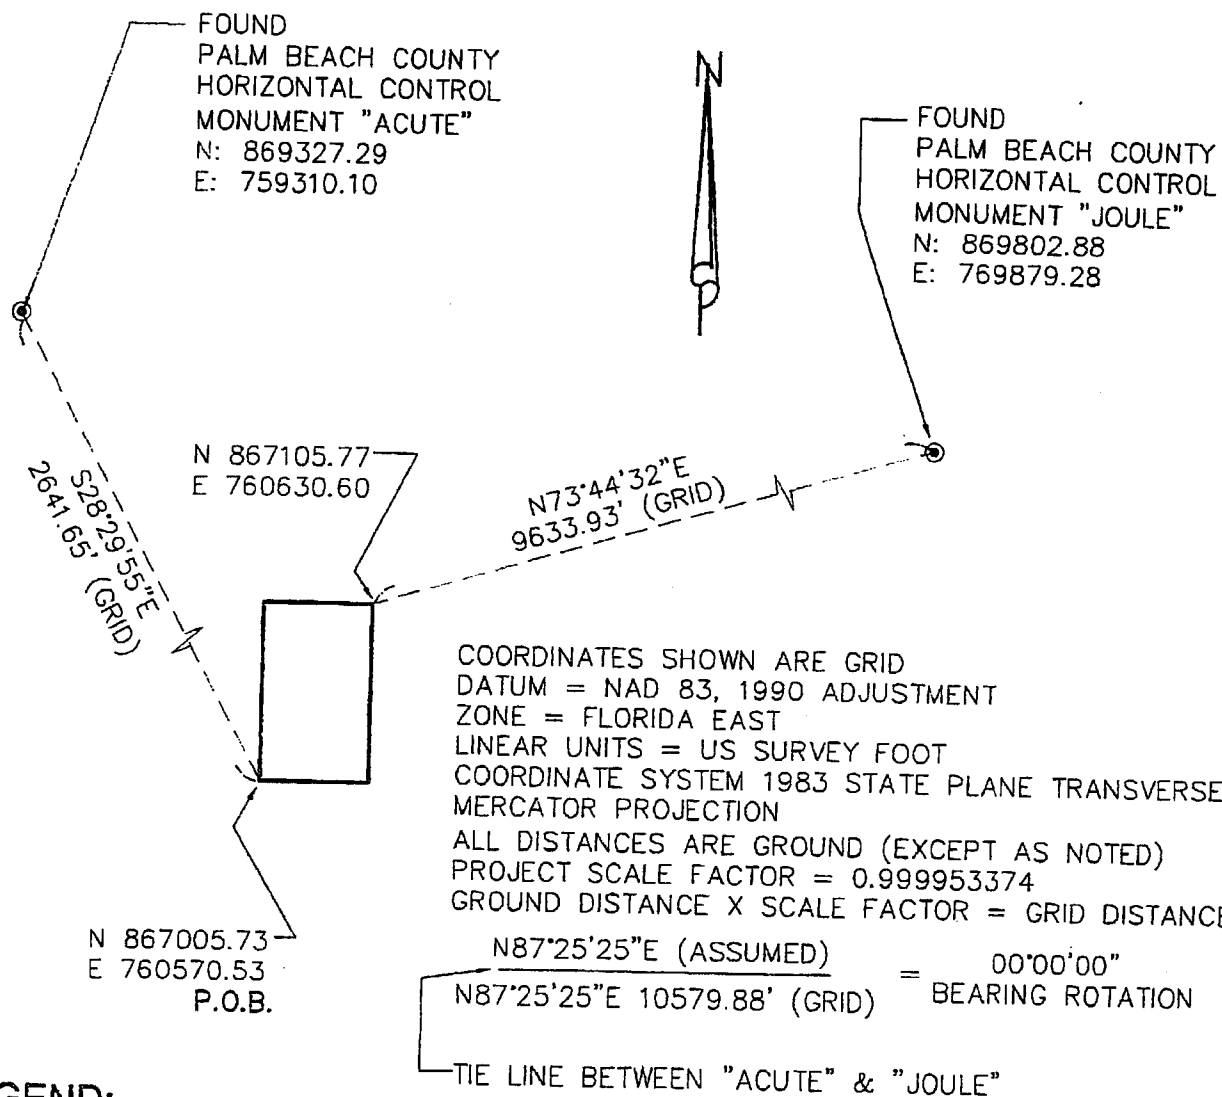 FOUND
PALM BEACH COUNTY
HORIZONTAL CONTROL
MONUMENT "ACUTE"
N: 869327.29
E: 759310.10
N
FOUND
PALM BEACH COUNTY
HORIZONTAL CONTROL
MONUMENT "JOULE"
N: 869802.88
E: 769879.28
N 867105.77
E 760630.60
S28°29'55"E
2641.65' (GRID)
N73°44'32"E
9633.93' (GRID)
COORDINATES SHOWN ARE GRID
DATUM = NAD 83, 1990 ADJUSTMENT
ZONE = FLORIDA EAST
LINEAR UNITS = US SURVEY FOOT
COORDINATE SYSTEM 1983 STATE PLANE TRANSVERSE
MERCATOR PROJECTION
ALL DISTANCES ARE GROUND (EXCEPT AS NOTED)
PROJECT SCALE FACTOR = 0.999953374
GROUND DISTANCE X SCALE FACTOR = GRID DISTANCE
N 867005.73
E 760570.53
P.O.B.
N87°25'25"E (ASSUMED)
N87°25'25"E 10579.88' (GRID)
= 00°00'00"
BEARING ROTATION
TIE LINE BETWEEN "ACUTE" & "JOULE"